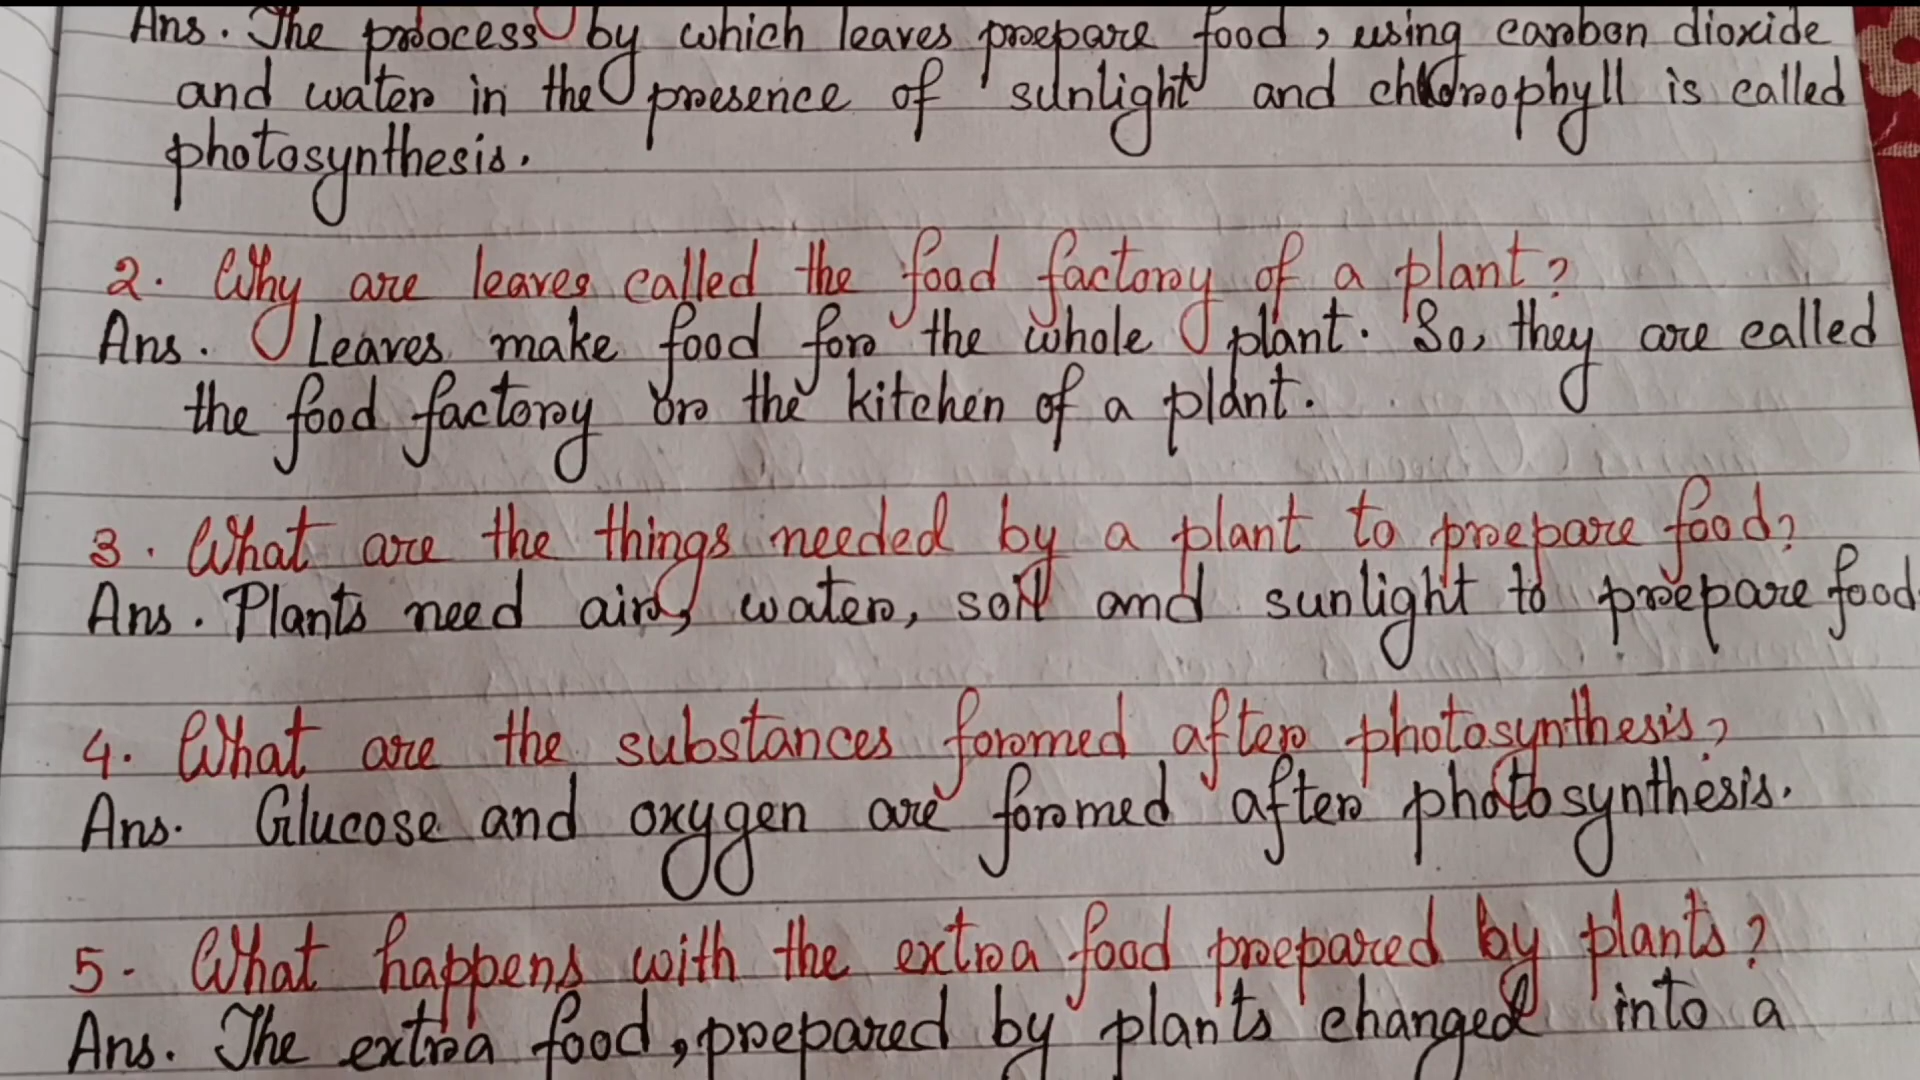 Ans. The process by which leaves prepare food, using carbon dioxide
and water in the presence of sunlight and chlorophyll is called
photosynthesis.
2. Why are leaves called the food factory of a plant?
Ans. Leaves make food for the whole plant. So, they are called
the food factory or the kitchen of a plant.
3. What are the things needed by a plant to prepare food?
Ans. Plants need air, water, soil and sunlight to prepare food.
4. What are the substances formed after photosynthesis?
Ans. Glucose and oxygen are formed after photosynthesis.
5. What happens with the extra food prepared by plants?
Ans. The extra food, prepared by plants changed into a